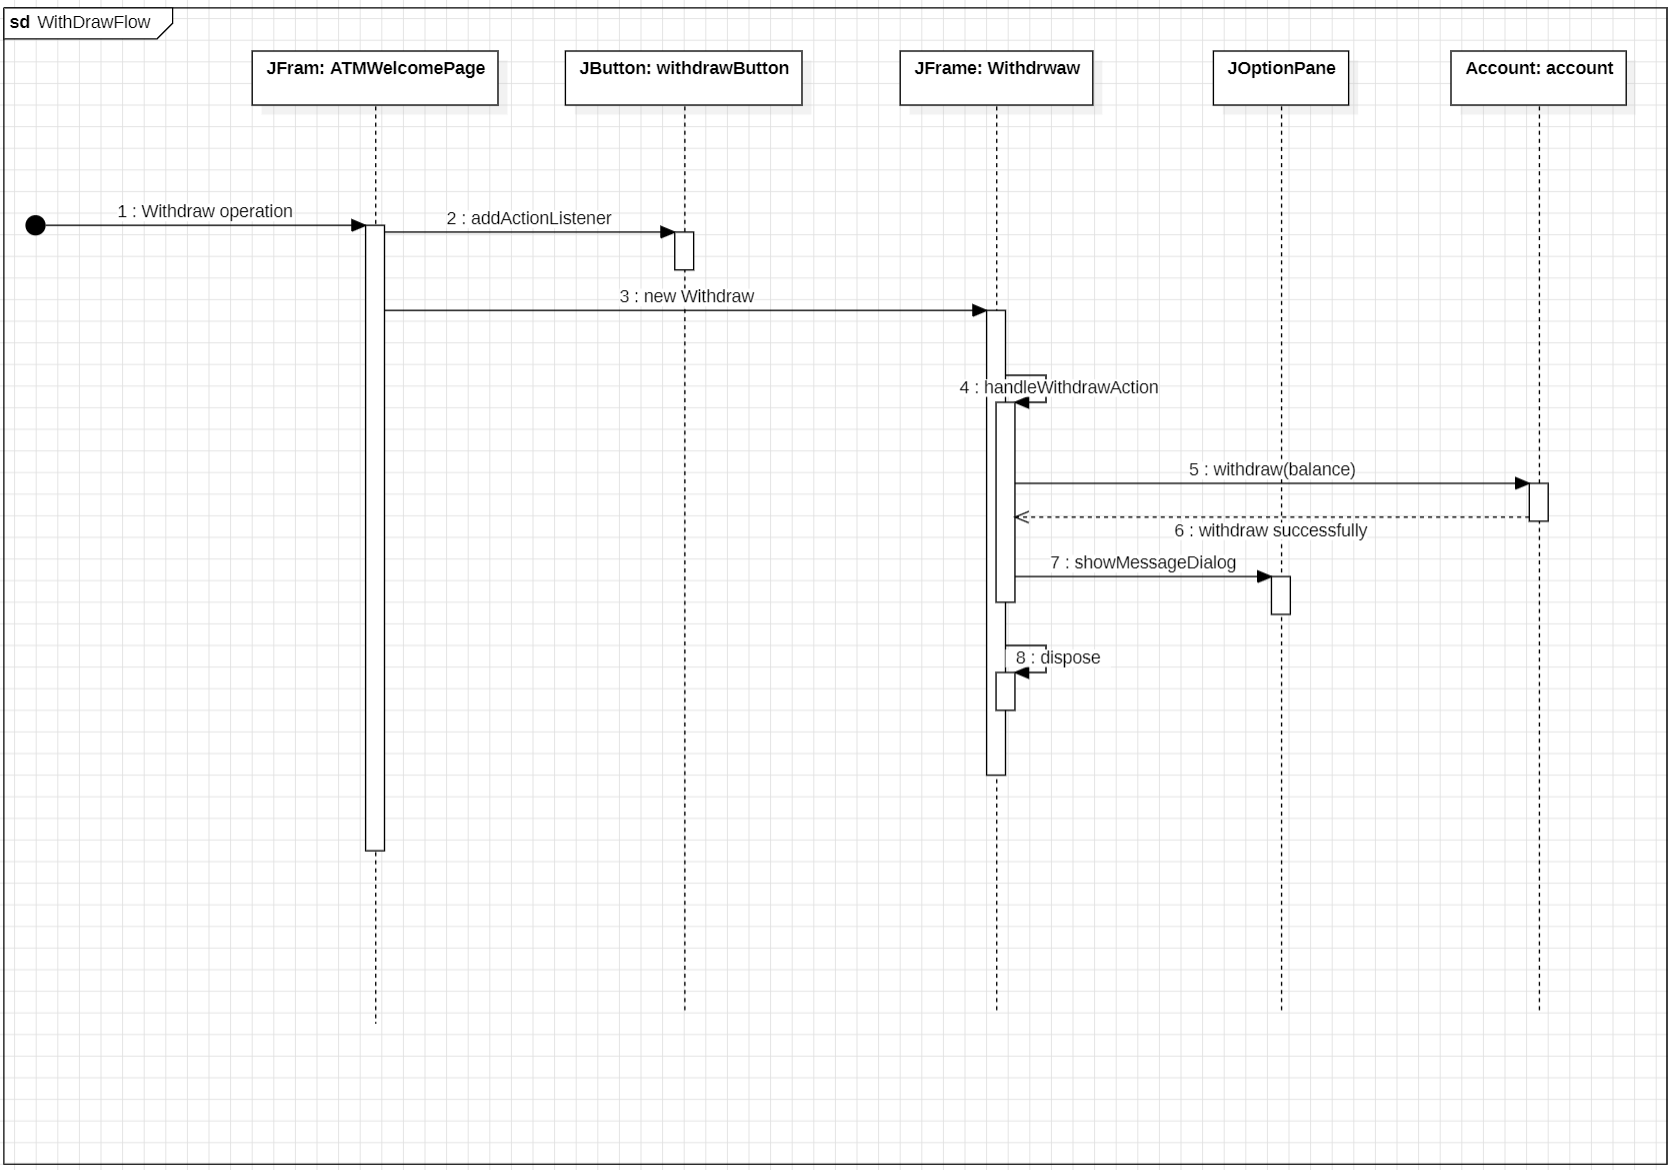 sd WithDrawFlow
JFram: ATMWelcomePage
JButton: withdrawButton
JFrame: Withdrwaw
JOptionPane
Account: account
1 : Withdraw operation
2 : addActionListener
3 : new Withdraw
4 : handleWithdrawAction
5 : withdraw(balance)
6 : withdraw successfully
7 : showMessageDialog
8 : dispose